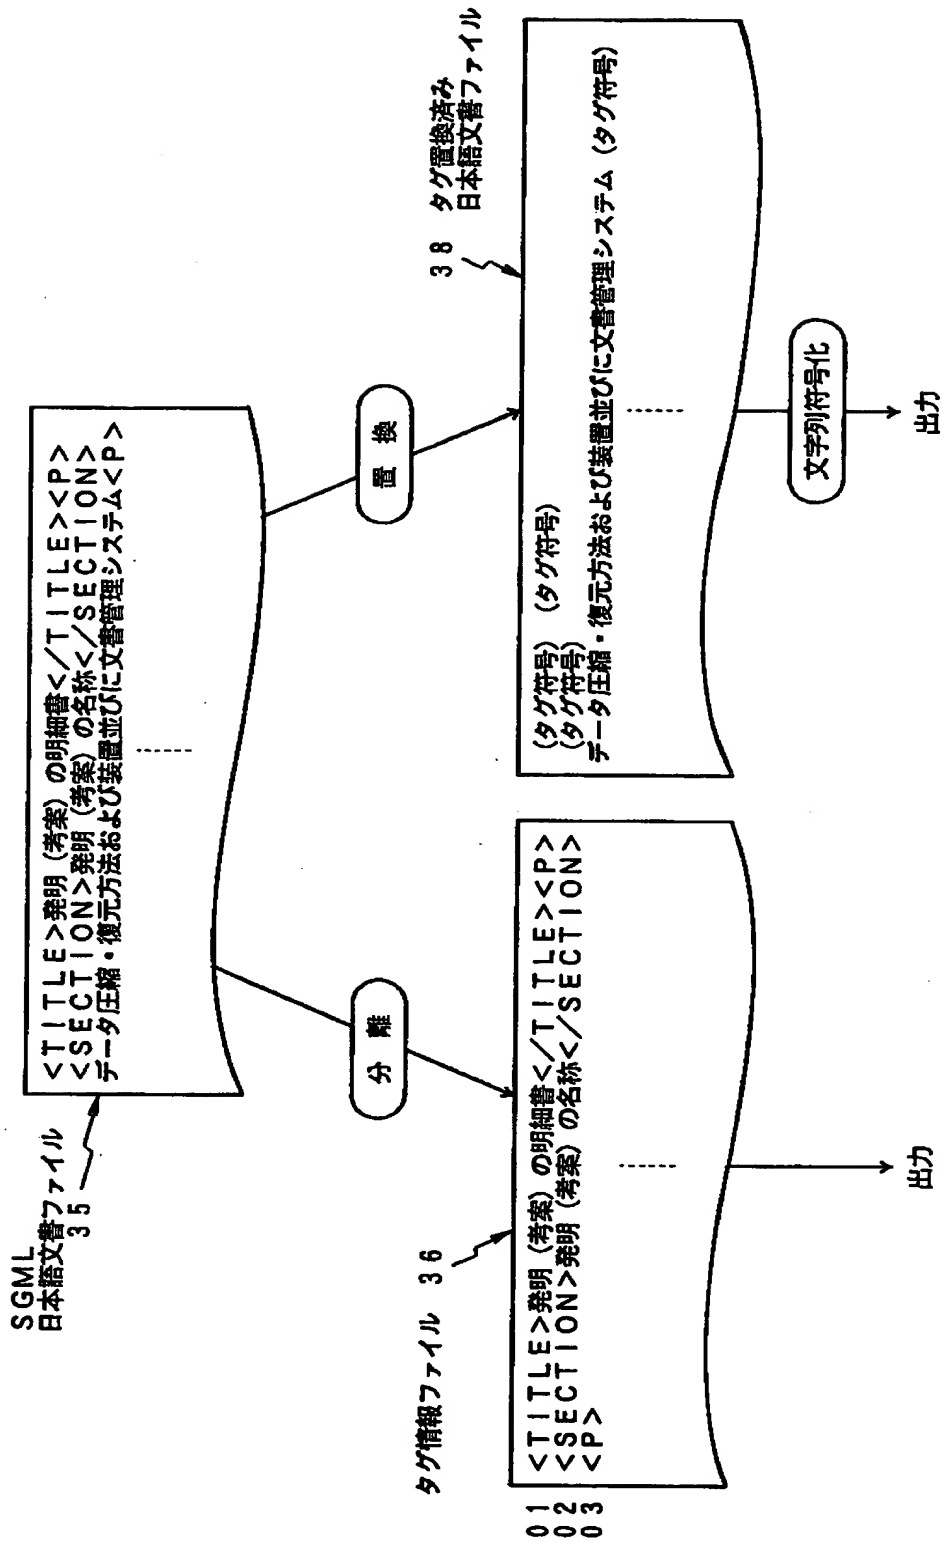 SGML
日本語文書ファイル
35
<TITLE>発明(考案)の明細書</TITLE><P>
<SECTION>発明(考案)の名称</SECTION>
データ圧縮・復元方法および装置並びに文書管理システム<P>
分離
置換
タグ情報ファイル 36
01 <TITLE>発明(考案)の明細書</TITLE><P>
02 <SECTION>発明(考案)の名称</SECTION>
03 <P>
出力
38 タグ置換済み
日本語文書ファイル
(タグ符号) (タグ符号)
(タグ符号)
データ圧縮・復元方法および装置並びに文書管理システム(タグ符号)
文字列符号化
出力